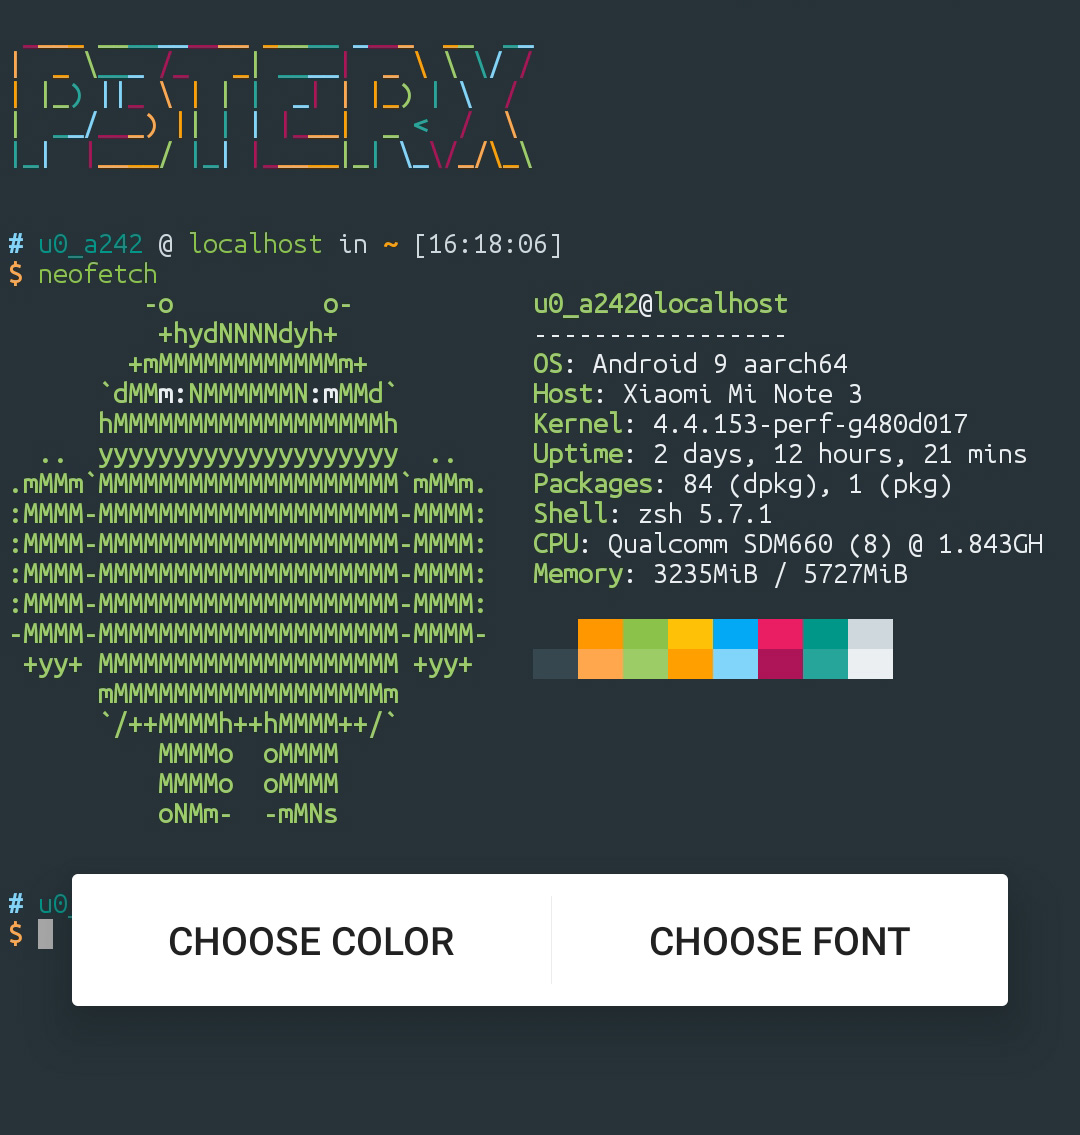 P3TERX
# u0_a242 @ localhost in ~ [16:18:06]
$ neofetch
-o o-
+hydNNNNdyh+
+mMMMMMMMMMMMMm+
`dMMm:NMMMMMMN:mMMd`
hMMMMMMMMMMMMMMMMMMh
.. yyyyyyyyyyyyyyyyyyyy ..
.mMMm`MMMMMMMMMMMMMMMMMMMM`mMMm.
:MMMM-MMMMMMMMMMMMMMMMMMMM-MMMM:
:MMMM-MMMMMMMMMMMMMMMMMMMM-MMMM:
:MMMM-MMMMMMMMMMMMMMMMMMMM-MMMM:
:MMMM-MMMMMMMMMMMMMMMMMMMM-MMMM:
-MMMM-MMMMMMMMMMMMMMMMMMMM-MMMM-
+yy+ MMMMMMMMMMMMMMMMMMMM +yy+
mMMMMMMMMMMMMMMMMMMm
`/++MMMMh++hMMMM++/`
MMMMo oMMMM
MMMMo oMMMM
oNMm- -mMNs
u0_a242@localhost
-----------------
OS: Android 9 aarch64
Host: Xiaomi Mi Note 3
Kernel: 4.4.153-perf-g480d017
Uptime: 2 days, 12 hours, 21 mins
Packages: 84 (dpkg), 1 (pkg)
Shell: zsh 5.7.1
CPU: Qualcomm SDM660 (8) @ 1.843GH
Memory: 3235MiB / 5727MiB
# u0_
$
CHOOSE COLOR
CHOOSE FONT